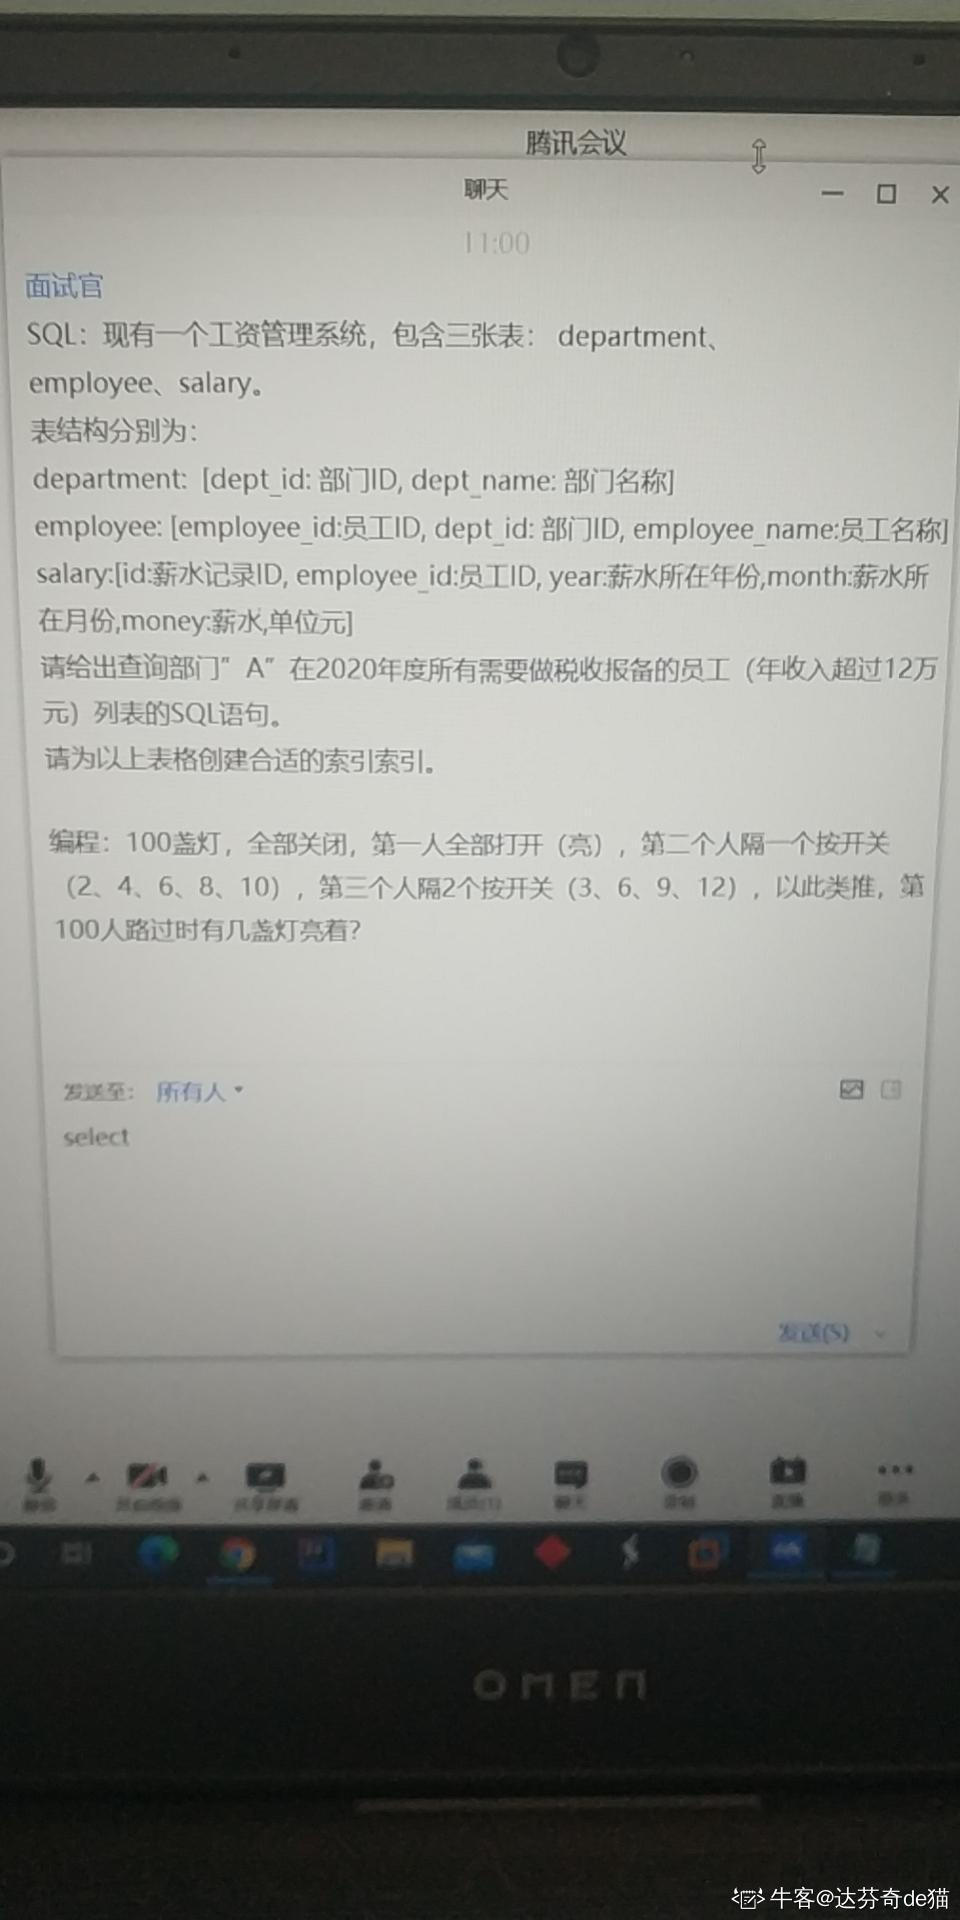 腾讯会议
聊天
11:00
面试官
SQL：现有一个工资管理系统，包含三张表： department、
employee、salary。
表结构分别为：
department: [dept_id: 部门ID, dept_name: 部门名称]
employee: [employee_id:员工ID, dept_id: 部门ID, employee_name:员工名称]
salary:[id:薪水记录ID, employee_id:员工ID, year:薪水所在年份,month:薪水所
在月份,money:薪水,单位元]
请给出查询部门”A”在2020年度所有需要做税收报备的员工（年收入超过12万
元）列表的SQL语句。
请为以上表格创建合适的索引索引。
编程：100盏灯，全部关闭，第一人全部打开（亮），第二个人隔一个按开关
（2、4、6、8、10），第三个人隔2个按开关（3、6、9、12），以此类推，第
100人路过时有几盏灯亮着？
发送至： 所有人
select
发送(S)
共享屏幕
聊天
OMEN
牛客@达芬奇de猫